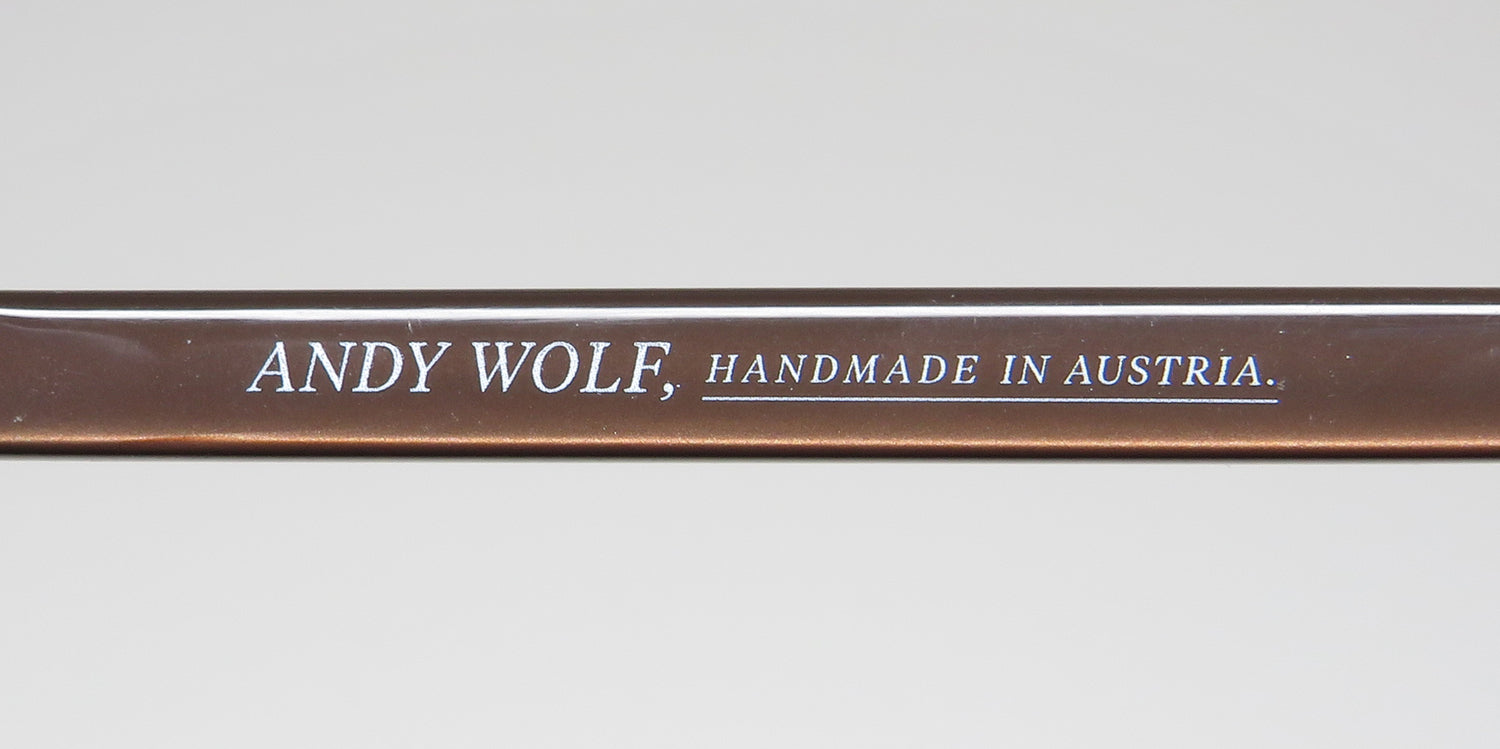 ANDY WOLF, HANDMADE IN AUSTRIA.